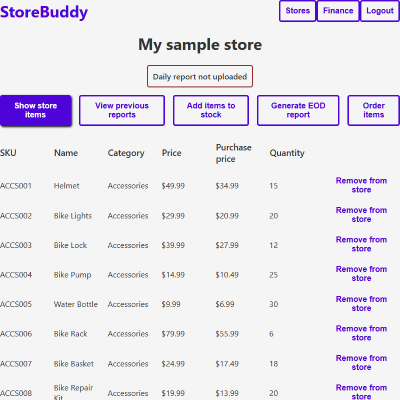 StoreBuddy Stores Finance Logout
My sample store
Daily report not uploaded
Show store items View previous reports Add items to stock Generate EOD report Order items
SKU Name Category Price Purchase price Quantity
ACCS001 Helmet Accessories $49.99 $34.99 15 Remove from store
ACCS002 Bike Lights Accessories $29.99 $20.99 20 Remove from store
ACCS003 Bike Lock Accessories $39.99 $27.99 12 Remove from store
ACCS004 Bike Pump Accessories $14.99 $10.49 25 Remove from store
ACCS005 Water Bottle Accessories $9.99 $6.99 30 Remove from store
ACCS006 Bike Rack Accessories $79.99 $55.99 6 Remove from store
ACCS007 Bike Basket Accessories $24.99 $17.49 18 Remove from store
ACCS008 Bike Repair Kit Accessories $19.99 $13.99 20 Remove from store